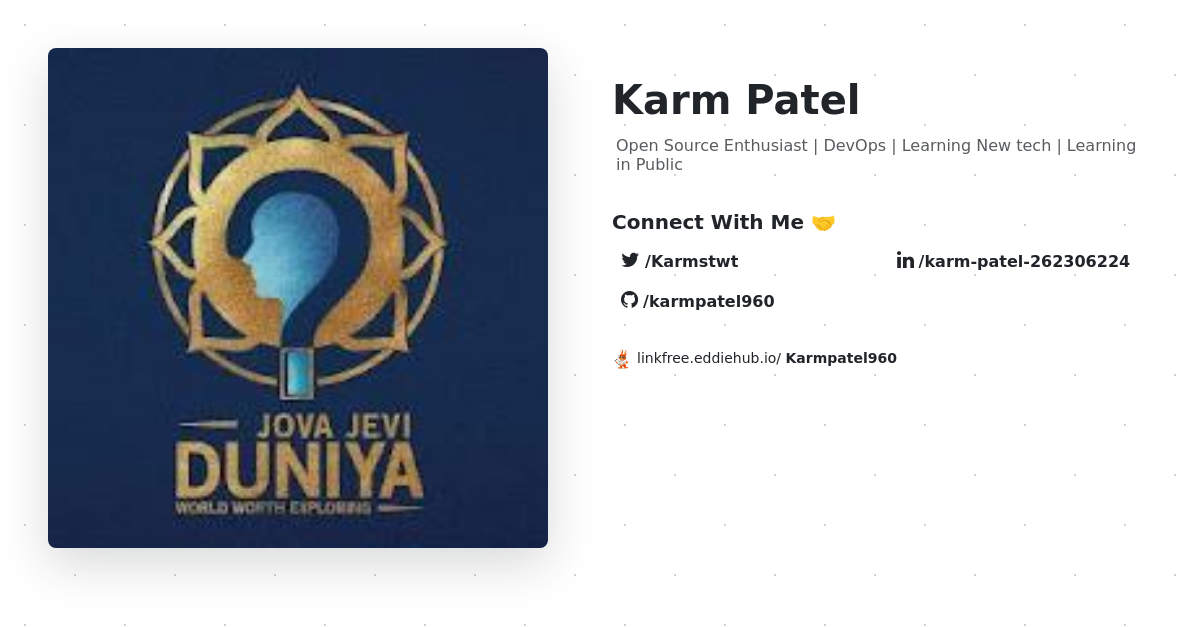 JOVA JEVI
DUNIYA
WORLD WORTH EXPLORING
Karm Patel
Open Source Enthusiast | DevOps | Learning New tech | Learning
in Public
Connect With Me 🤝
/Karmstwt
/karm-patel-262306224
/karmpatel960
linkfree.eddiehub.io/ Karmpatel960